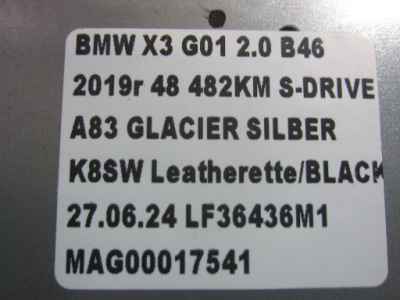 BMW X3 G01 2.0 B46
2019r 48 482KM S-DRIVE
A83 GLACIER SILBER
K8SW Leatherette/BLACK
27.06.24 LF36436M1
MAG00017541